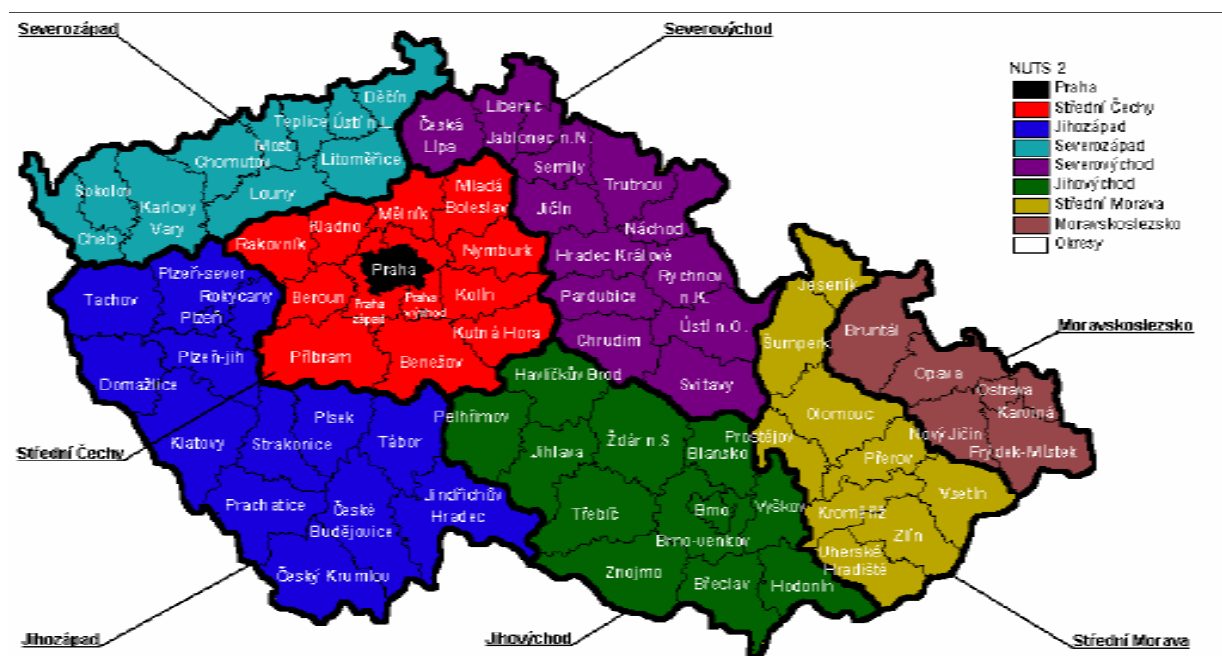 Severozápad
Severovýchod
NUTS 2
Praha
Střední Čechy
Jihozápad
Severozápad
Severovýchod
Jihovýchod
Střední Morava
Moravskoslezsko
Okresy
Děčín
Teplice
Ústí n.L.
Most
Chomutov
Litoměřice
Louny
Sokolov
Karlovy
Vary
Cheb
Liberec
Česká
Lípa
Jablonec n.N.
Semily
Trutnov
Jičín
Náchod
Hradec Králové
Rychnov
n.K.
Pardubice
Ústí n.O.
Chrudim
Svitavy
Mladá
Boleslav
Mělník
Kladno
Rakovník
Nymburk
Praha
Beroun
Praha
západ
Praha
východ
Kolín
Kutná Hora
Příbram
Benešov
Plzeň-sever
Tachov
Rokycany
Plzeň
Plzeň-jih
Domažlice
Klatovy
Písek
Strakonice
Tábor
Prachatice
České
Budějovice
Jindřichův
Hradec
Český Krumlov
Havlíčkův Brod
Pelhřimov
Jihlava
Žďár n.S
Blansko
Třebíč
Brno
Vyškov
Brno-venkov
Znojmo
Břeclav
Hodonín
Jeseník
Šumperk
Olomouc
Prostějov
Přerov
Kroměříž
Vsetín
Zlín
Uherské
Hradiště
Bruntál
Opava
Ostrava
Karviná
Nový Jičín
Frýdek-Místek
Moravskoslezsko
Střední Čechy
Jihozápad
Jihovýchod
Střední Morava